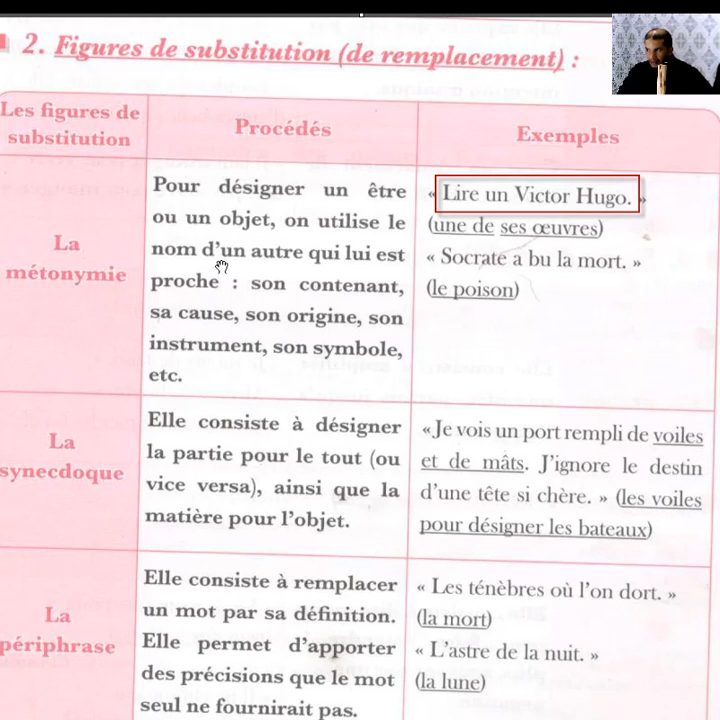 2. Figures de substitution (de remplacement) :
Les figures de
substitution
Procédés
Exemples
La
métonymie
Pour désigner un être
ou un objet, on utilise le
nom d'un autre qui lui est
proche : son contenant,
sa cause, son origine, son
instrument, son symbole,
etc.
« Lire un Victor Hugo. »
(une de ses œuvres)
« Socrate a bu la mort. »
(le poison)
La
synecdoque
Elle consiste à désigner
la partie pour le tout (ou
vice versa), ainsi que la
matière pour l'objet.
«Je vois un port rempli de voiles
et de mâts. J'ignore le destin
d'une tête si chère. » (les voiles
pour désigner les bateaux)
La
périphrase
Elle consiste à remplacer
un mot par sa définition.
Elle permet d'apporter
des précisions que le mot
seul ne fournirait pas.
« Les ténèbres où l'on dort. »
(la mort)
« L'astre de la nuit. »
(la lune)